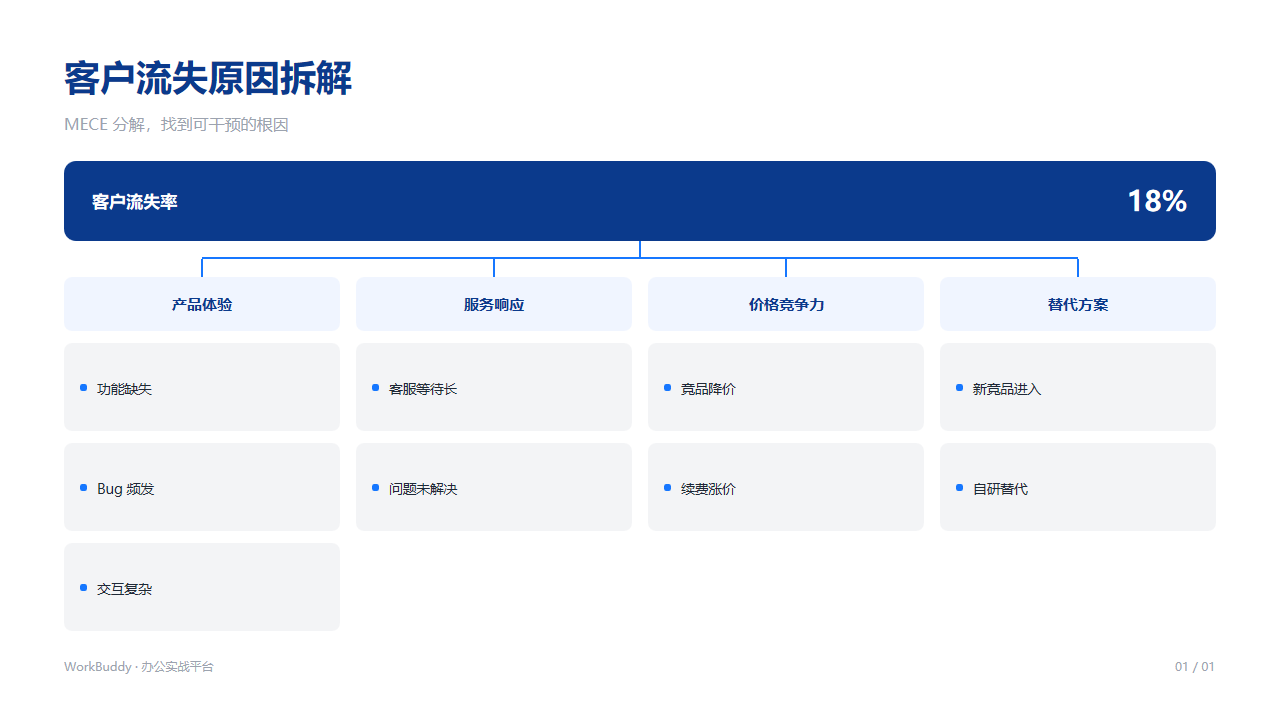 客户流失原因拆解
MECE 分解，找到可干预的根因
客户流失率
18%
产品体验
服务响应
价格竞争力
替代方案
功能缺失
客服等待长
竞品降价
新竞品进入
Bug 频发
问题未解决
续费涨价
自研替代
交互复杂
WorkBuddy · 办公实战平台
01 / 01